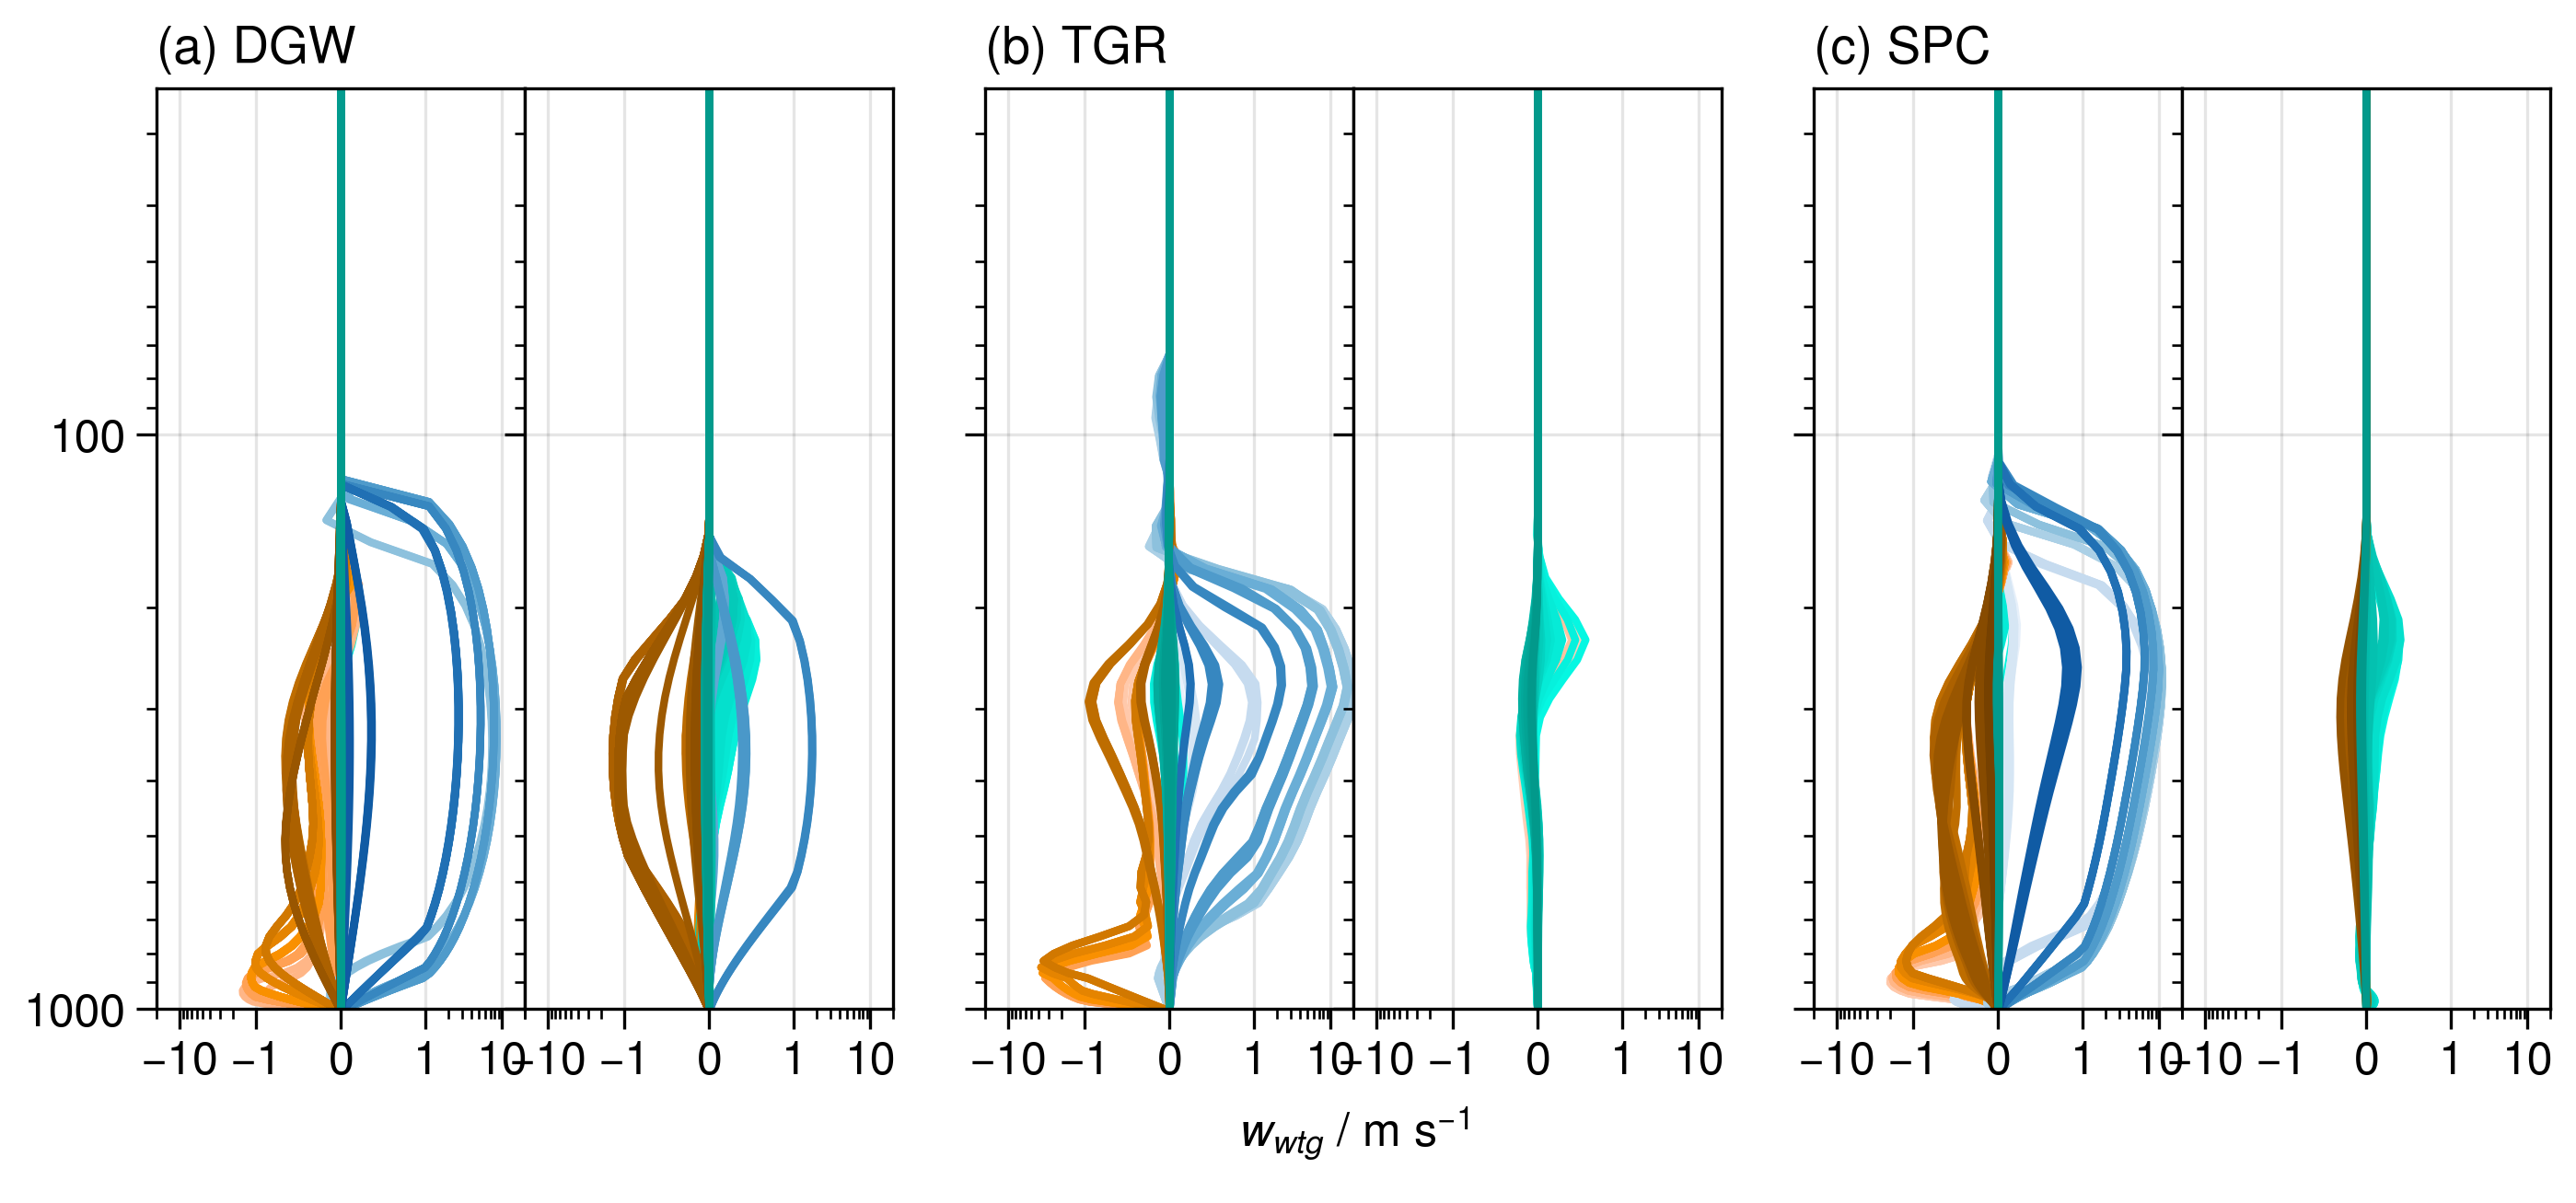 (a) DGW (b) TGR (c) SPC
100
1000
−10 −1 0 1 10 −10 −1 0 1 10 −10 −1 0 1 10 −10 −1 0 1 10 −10 −1 0 1 10 −10 −1 0 1 10
w_wtg / m s⁻¹